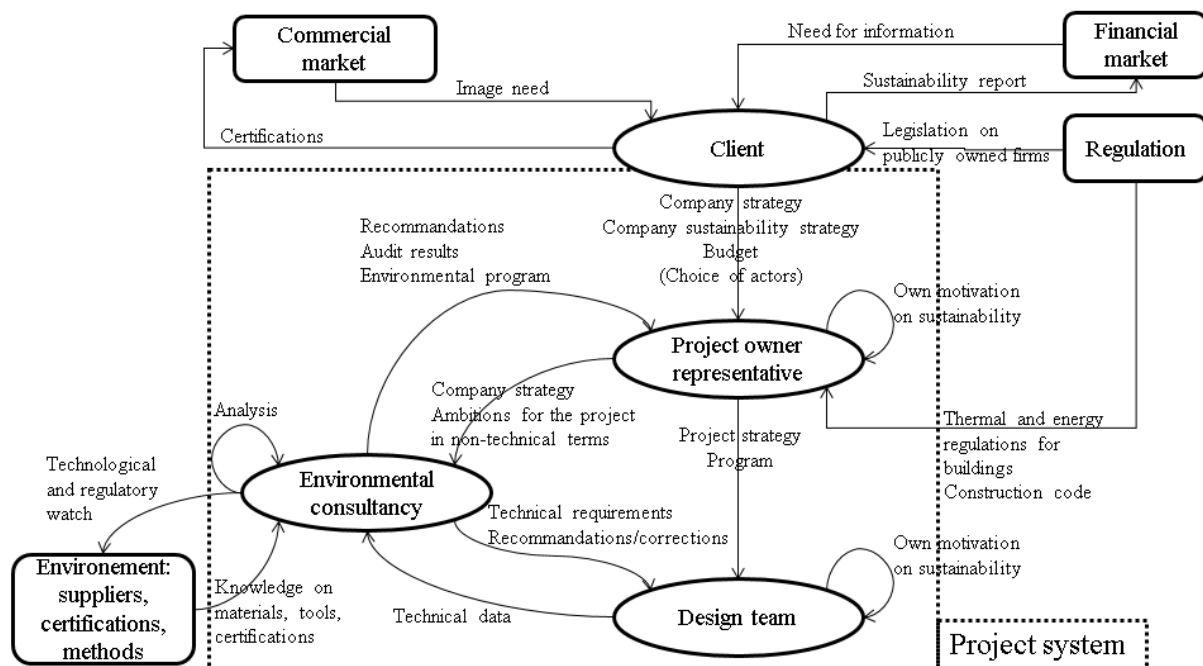 Commercial
market
Need for information
Financial
market
Image need
Sustainability report
Certifications
Client
Legislation on
publicly owned firms
Regulation
Company strategy
Company sustainability strategy
Budget
(Choice of actors)
Recommandations
Audit results
Environmental program
Own motivation
on sustainability
Project owner
representative
Company strategy
Ambitions for the project
in non-technical terms
Analysis
Project strategy
Program
Thermal and energy
regulations for
buildings
Construction code
Technological
and regulatory
watch
Environmental
consultancy
Technical requirements
Recommandations/corrections
Own motivation
on sustainability
Environement:
suppliers,
certifications,
methods
Knowledge on
materials, tools,
certifications
Technical data
Design team
Project system